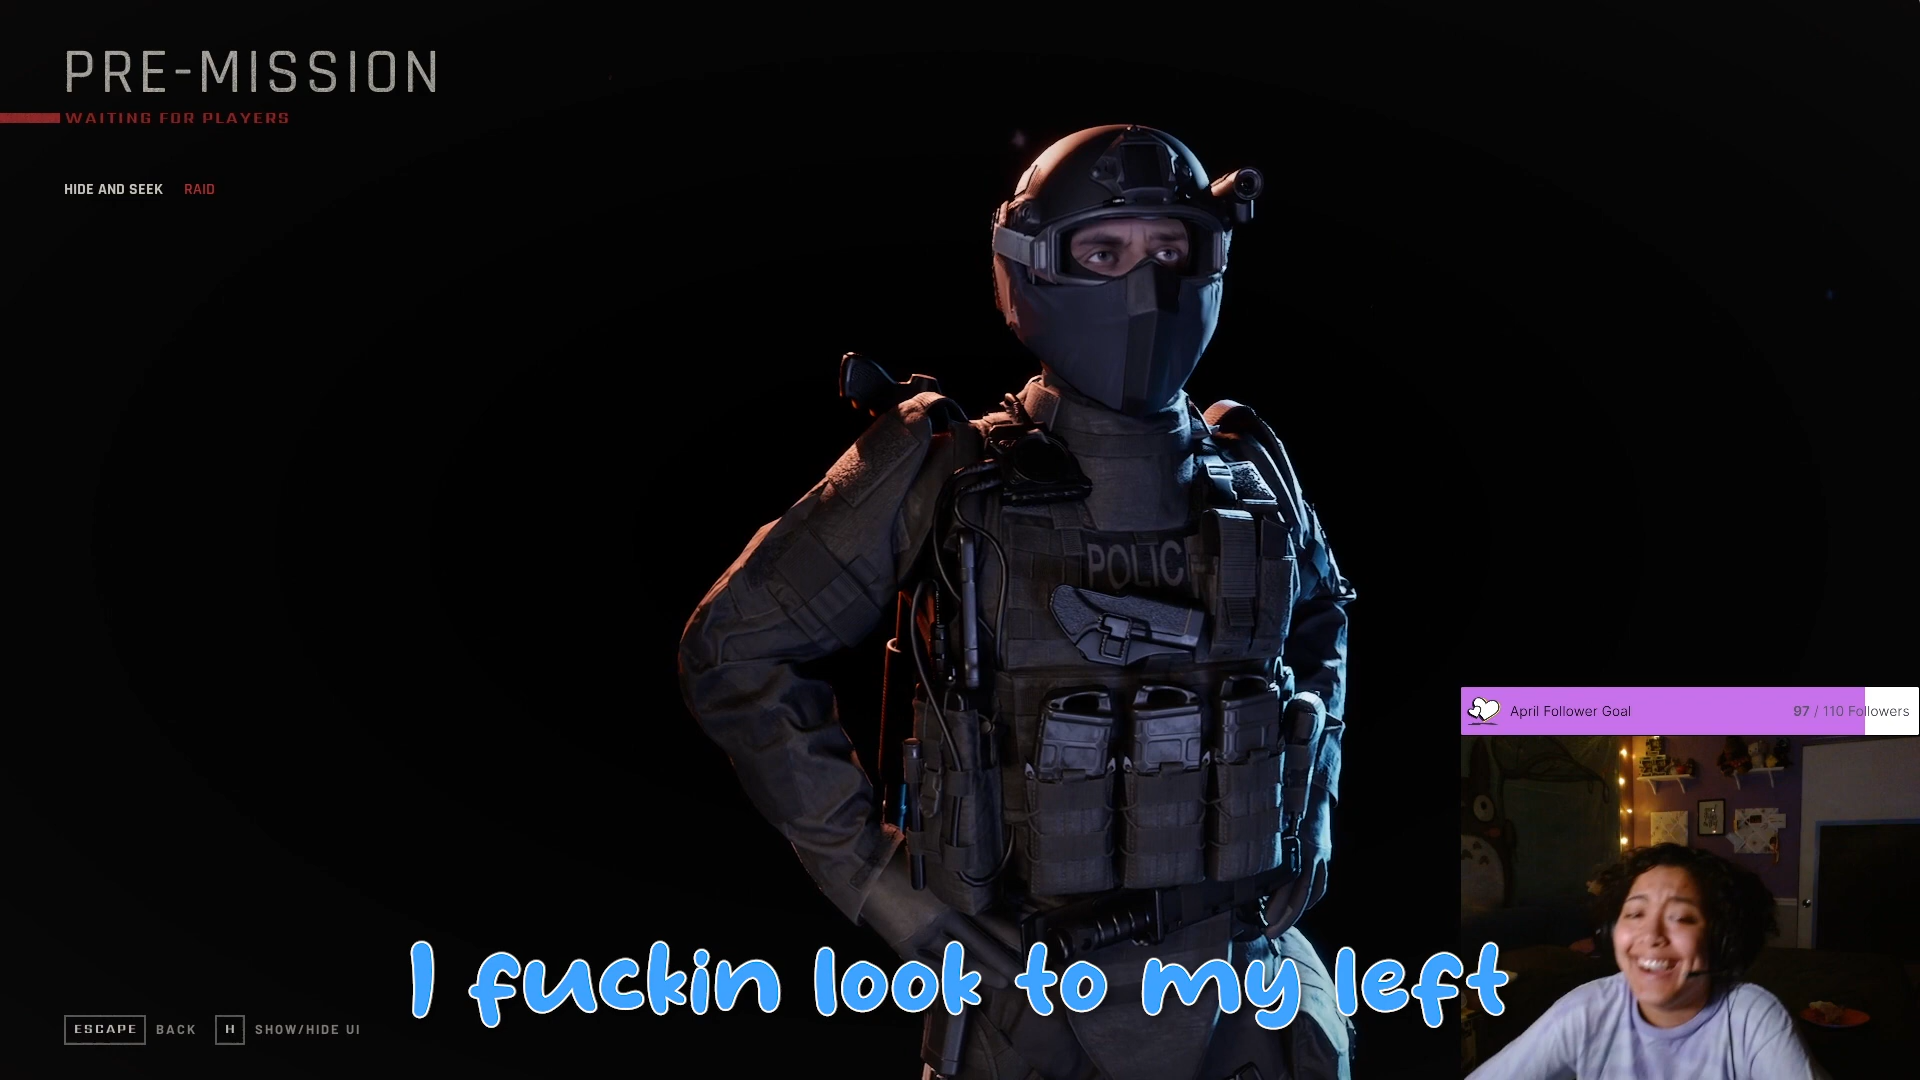 PRE-MISSION
WAITING FOR PLAYERS
HIDE AND SEEK RAID
POLICE
April Follower Goal 97 / 110 Followers
I fuckin look to my left
ESCAPE BACK H SHOW/HIDE UI